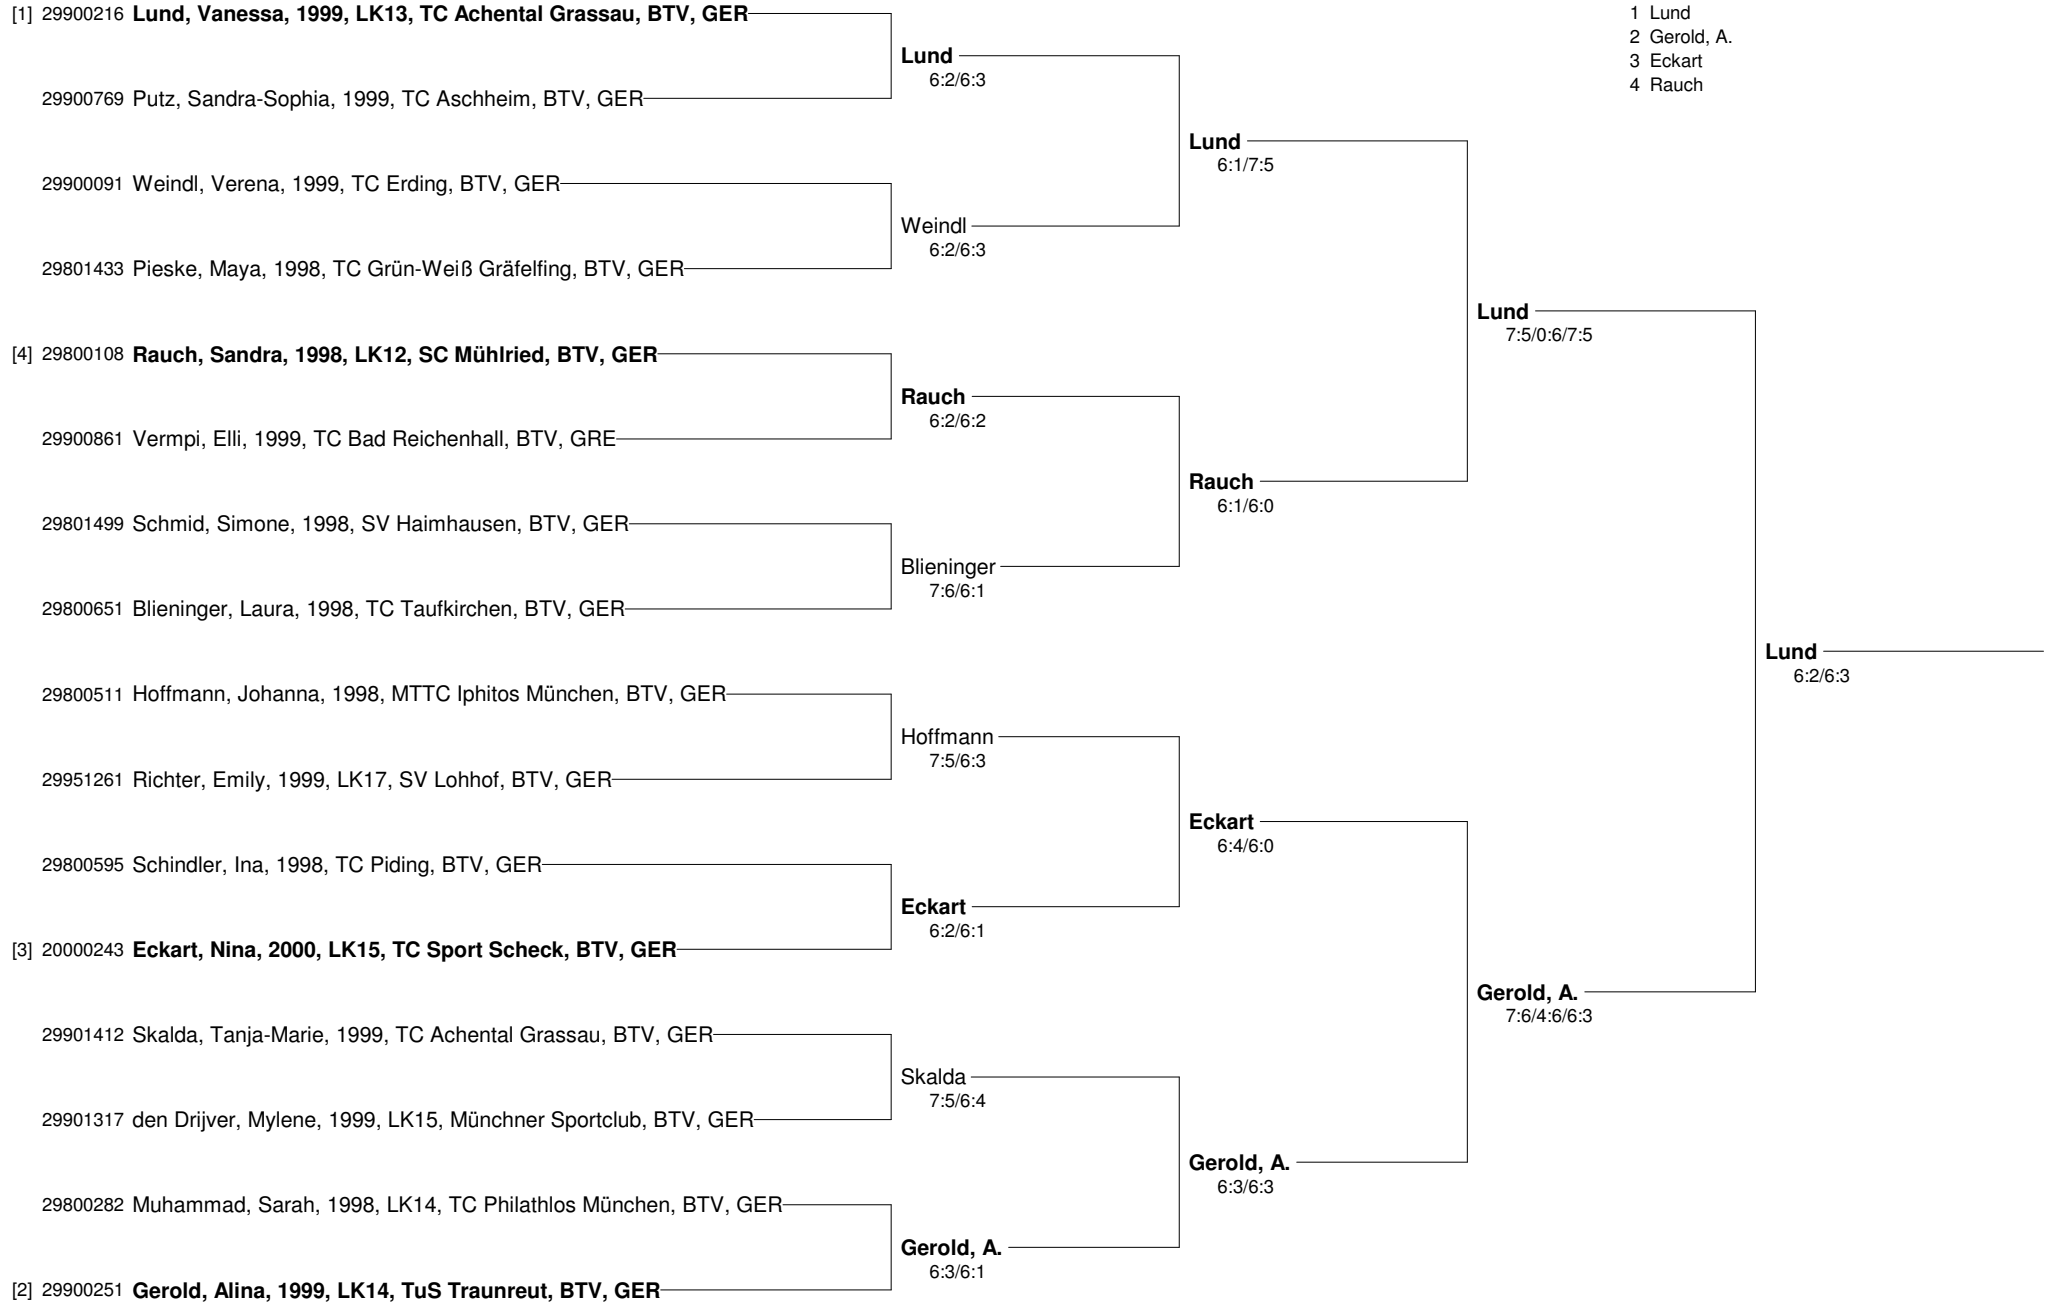 [1] 29900216 Lund, Vanessa, 1999, LK13, TC Achental Grassau, BTV, GER
1 Lund
2 Gerold, A.
3 Eckart
4 Rauch
Lund
6:2/6:3
29900769 Putz, Sandra-Sophia, 1999, TC Aschheim, BTV, GER
Lund
6:1/7:5
29900091 Weindl, Verena, 1999, TC Erding, BTV, GER
Weindl
6:2/6:3
29801433 Pieske, Maya, 1998, TC Grün-Weiß Gräfelfing, BTV, GER
Lund
7:5/0:6/7:5
[4] 29800108 Rauch, Sandra, 1998, LK12, SC Mühlried, BTV, GER
Rauch
6:2/6:2
29900861 Vermpi, Elli, 1999, TC Bad Reichenhall, BTV, GRE
Rauch
6:1/6:0
29801499 Schmid, Simone, 1998, SV Haimhausen, BTV, GER
Blieninger
7:6/6:1
29800651 Blieninger, Laura, 1998, TC Taufkirchen, BTV, GER
Lund
6:2/6:3
29800511 Hoffmann, Johanna, 1998, MTTC Iphitos München, BTV, GER
Hoffmann
7:5/6:3
29951261 Richter, Emily, 1999, LK17, SV Lohhof, BTV, GER
Eckart
6:4/6:0
29800595 Schindler, Ina, 1998, TC Piding, BTV, GER
Eckart
6:2/6:1
[3] 20000243 Eckart, Nina, 2000, LK15, TC Sport Scheck, BTV, GER
Gerold, A.
7:6/4:6/6:3
29901412 Skalda, Tanja-Marie, 1999, TC Achental Grassau, BTV, GER
Skalda
7:5/6:4
29901317 den Drijver, Mylene, 1999, LK15, Münchner Sportclub, BTV, GER
Gerold, A.
6:3/6:3
29800282 Muhammad, Sarah, 1998, LK14, TC Philathlos München, BTV, GER
Gerold, A.
6:3/6:1
[2] 29900251 Gerold, Alina, 1999, LK14, TuS Traunreut, BTV, GER